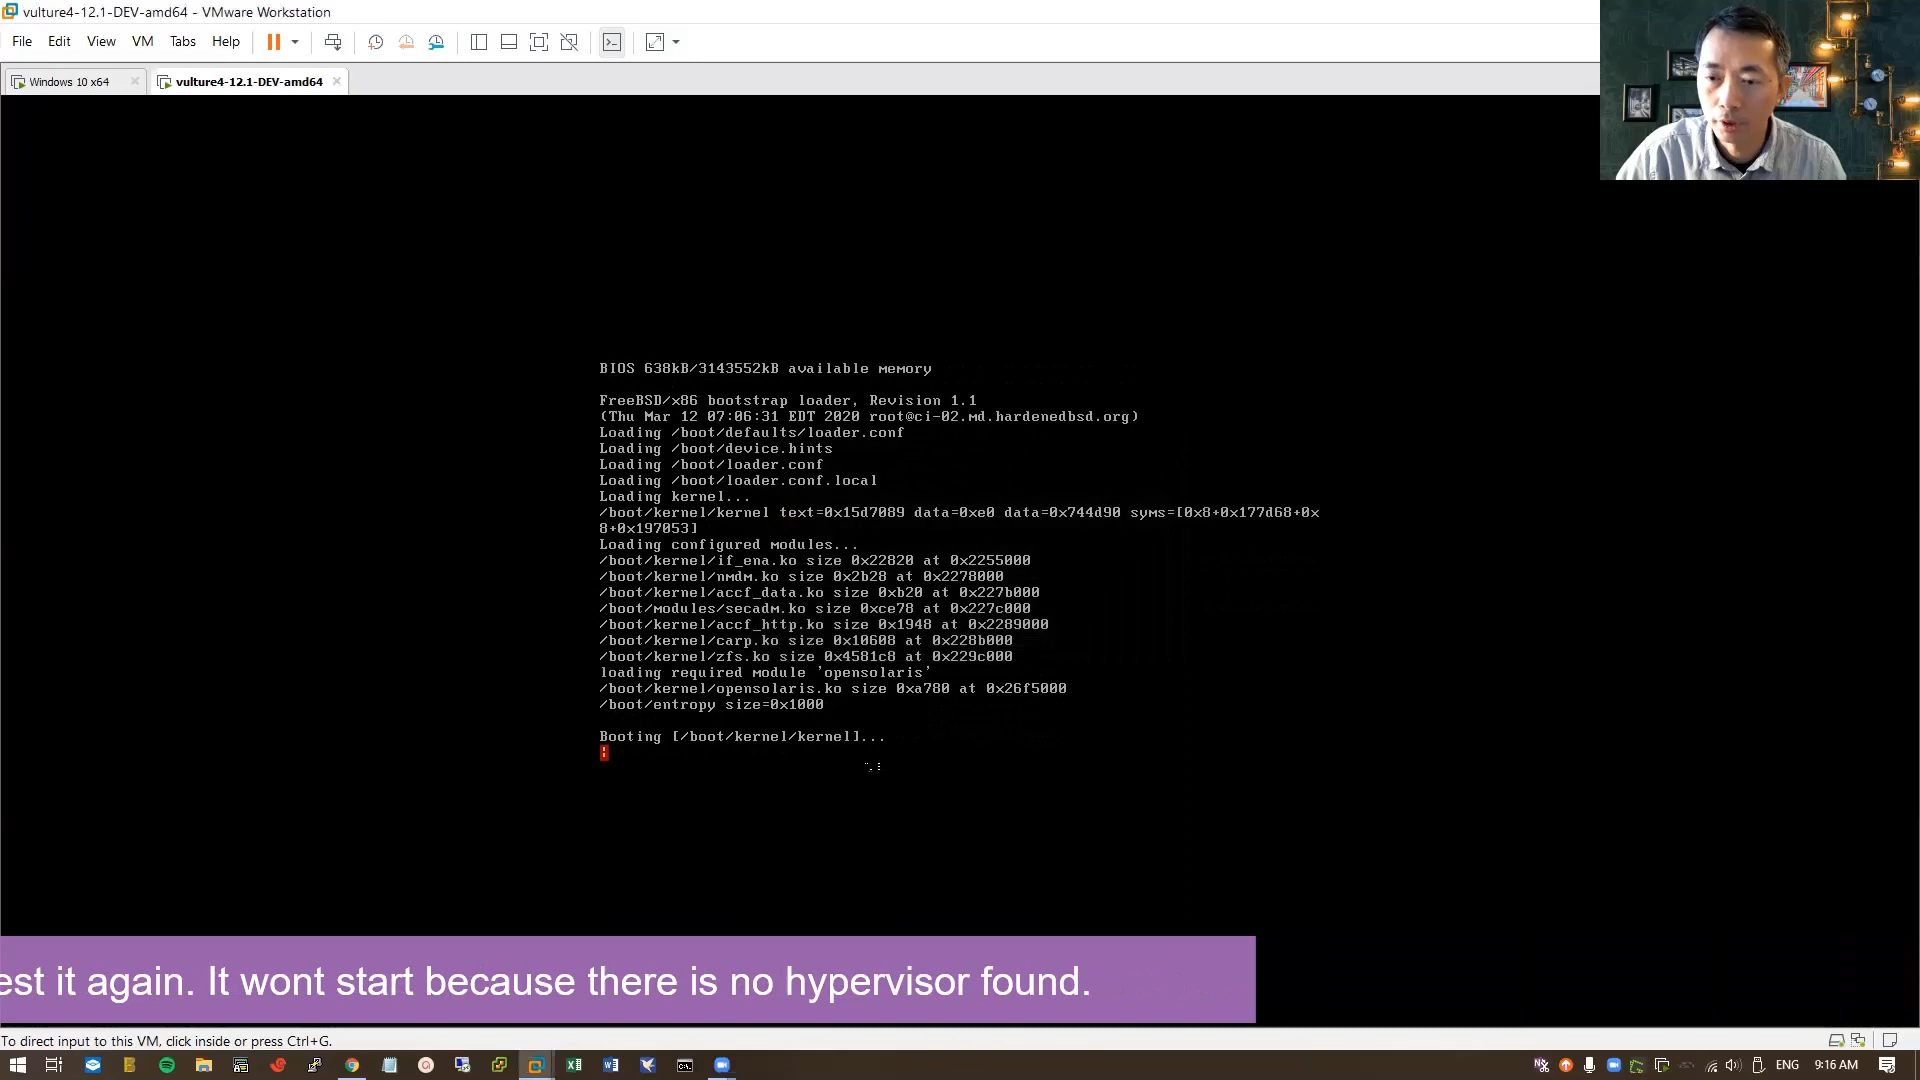 vulture4-12.1-DEV-amd64 - VMware Workstation
File Edit View VM Tabs Help
Windows 10 x64
vulture4-12.1-DEV-amd64
BIOS 638kB/3143552kB available memory
FreeBSD/x86 bootstrap loader, Revision 1.1
(Thu Mar 12 07:06:31 EDT 2020 root@ci-02.md.hardenedbsd.org)
Loading /boot/defaults/loader.conf
Loading /boot/device.hints
Loading /boot/loader.conf
Loading /boot/loader.conf.local
Loading kernel...
/boot/kernel/kernel text=0x15d7089 data=0xe0 data=0x744d90 syms=[0x8+0x177d68+0x
8+0x197053]
Loading configured modules...
/boot/kernel/if_ena.ko size 0x22820 at 0x2255000
/boot/kernel/nmdm.ko size 0x2b28 at 0x2278000
/boot/kernel/accf_data.ko size 0xb20 at 0x227b000
/boot/modules/secadm.ko size 0xce78 at 0x227c000
/boot/kernel/accf_http.ko size 0x1948 at 0x2289000
/boot/kernel/carp.ko size 0x10608 at 0x228b000
/boot/kernel/zfs.ko size 0x4581c8 at 0x229c000
loading required module 'opensolaris'
/boot/kernel/opensolaris.ko size 0xa780 at 0x26f5000
/boot/entropy size=0x1000
Booting [/boot/kernel/kernel]...
est it again. It wont start because there is no hypervisor found.
To direct input to this VM, click inside or press Ctrl+G.
ENG 9:16 AM